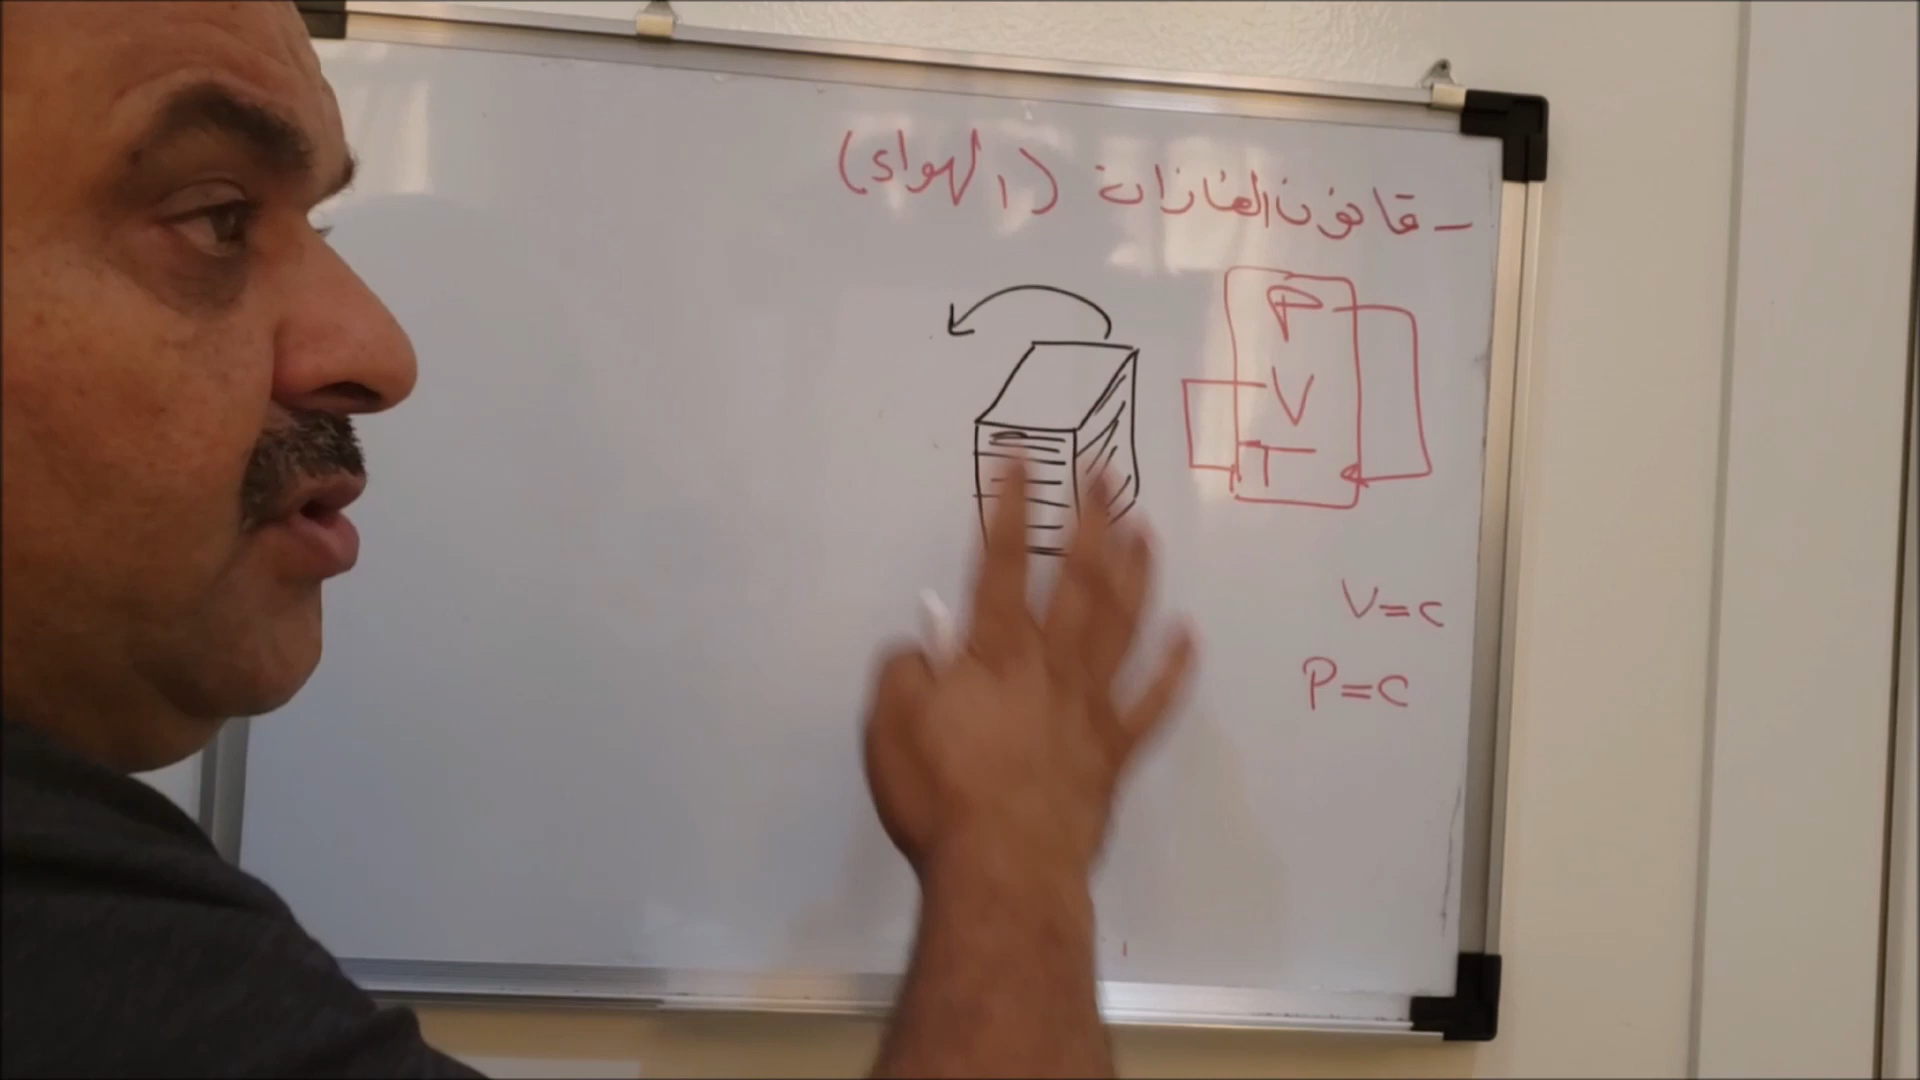 - قانون الغازات (الهواء)
P
V
T
V=c
P=c